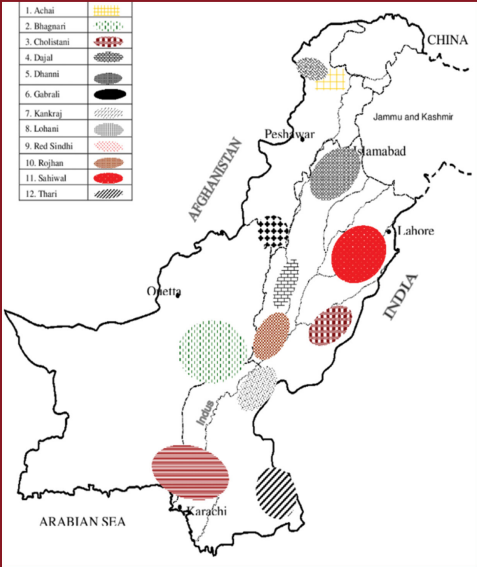 1. Achai
2. Bhagnari
3. Cholistani
4. Dajal
5. Dhanni
6. Gabrali
7. Kankraj
8. Lohani
9. Red Sindhi
10. Rojhan
11. Sahiwal
12. Thari
CHINA
Jammu and Kashmir
Peshawar
Islamabad
AFGHANISTAN
Lahore
INDIA
Quetta
Indus
Karachi
ARABIAN SEA